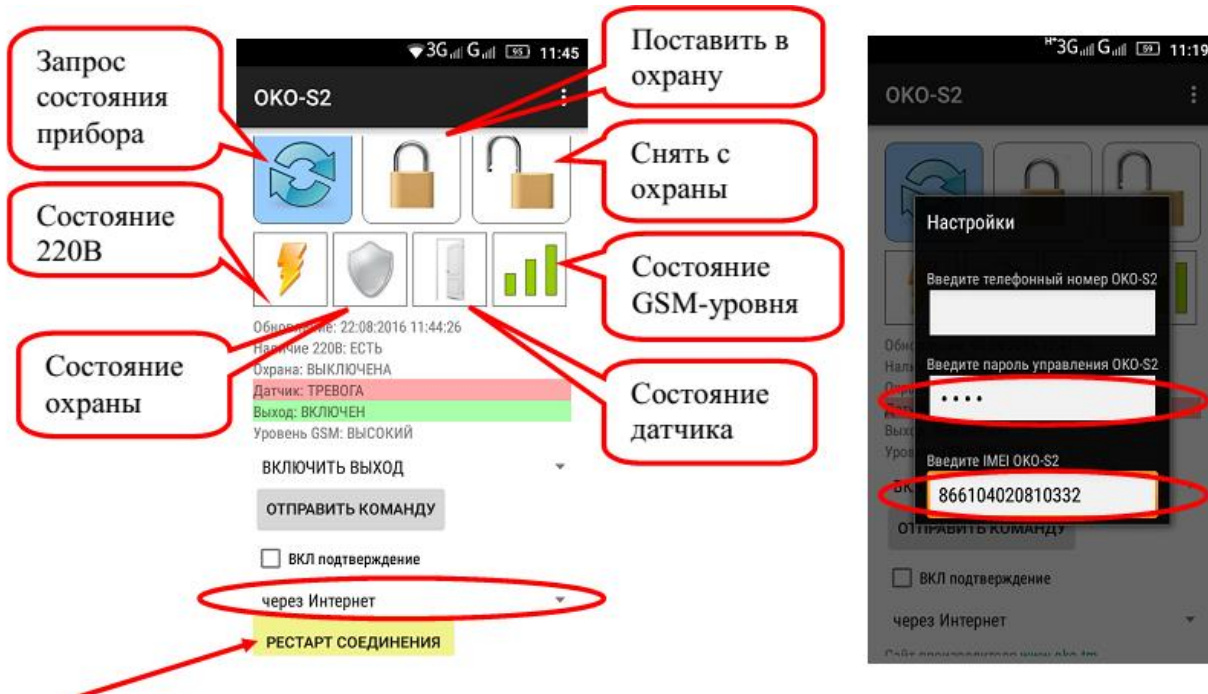 Запрос
состояния
прибора
Состояние
220В
Состояние
охраны
3G G 95 11:45
OKO-S2
Обновление: 22:08:2016 11:44:26
Наличие 220В: ЕСТЬ
Охрана: ВЫКЛЮЧЕНА
Датчик: ТРЕВОГА
Выход: ВКЛЮЧЕН
Уровень GSM: ВЫСОКИЙ
ВКЛЮЧИТЬ ВЫХОД
ОТПРАВИТЬ КОМАНДУ
ВКЛ подтверждение
через Интернет
РЕСТАРТ СОЕДИНЕНИЯ
Поставить в
охрану
Снять с
охраны
Состояние
GSM-уровня
Состояние
датчика
H+3G G 59 11:19
OKO-S2
Настройки
Введите телефонный номер OKO-S2
Введите пароль управления OKO-S2
••••
Введите IMEI OKO-S2
866104020810332
ОТПРАВИТЬ КОМАНДУ
ВКЛ подтверждение
через Интернет